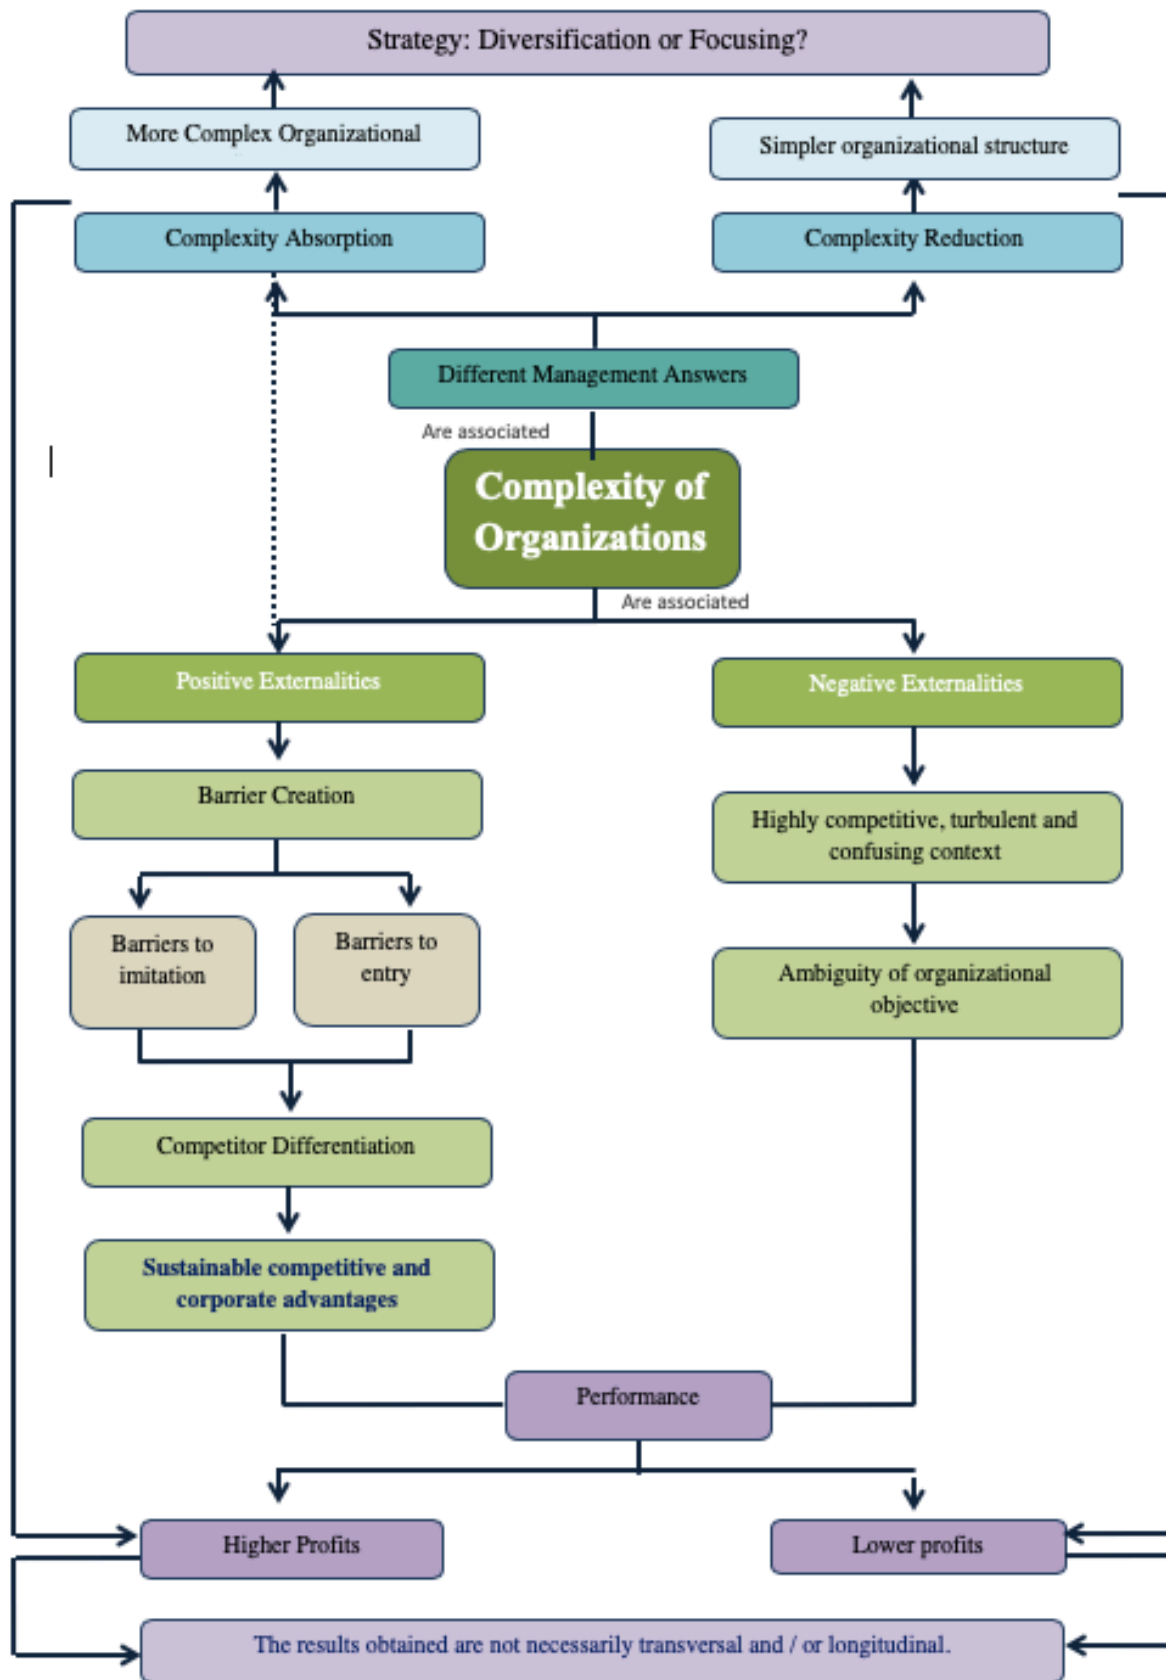 Strategy: Diversification or Focusing?
More Complex Organizational
Simpler organizational structure
Complexity Absorption
Complexity Reduction
Different Management Answers
Are associated
Complexity of
Organizations
Are associated
Positive Externalities
Negative Externalities
Barrier Creation
Highly competitive, turbulent and
confusing context
Barriers to
imitation
Barriers to
entry
Ambiguity of organizational
objective
Competitor Differentiation
Sustainable competitive and
corporate advantages
Performance
Higher Profits
Lower profits
The results obtained are not necessarily transversal and / or longitudinal.